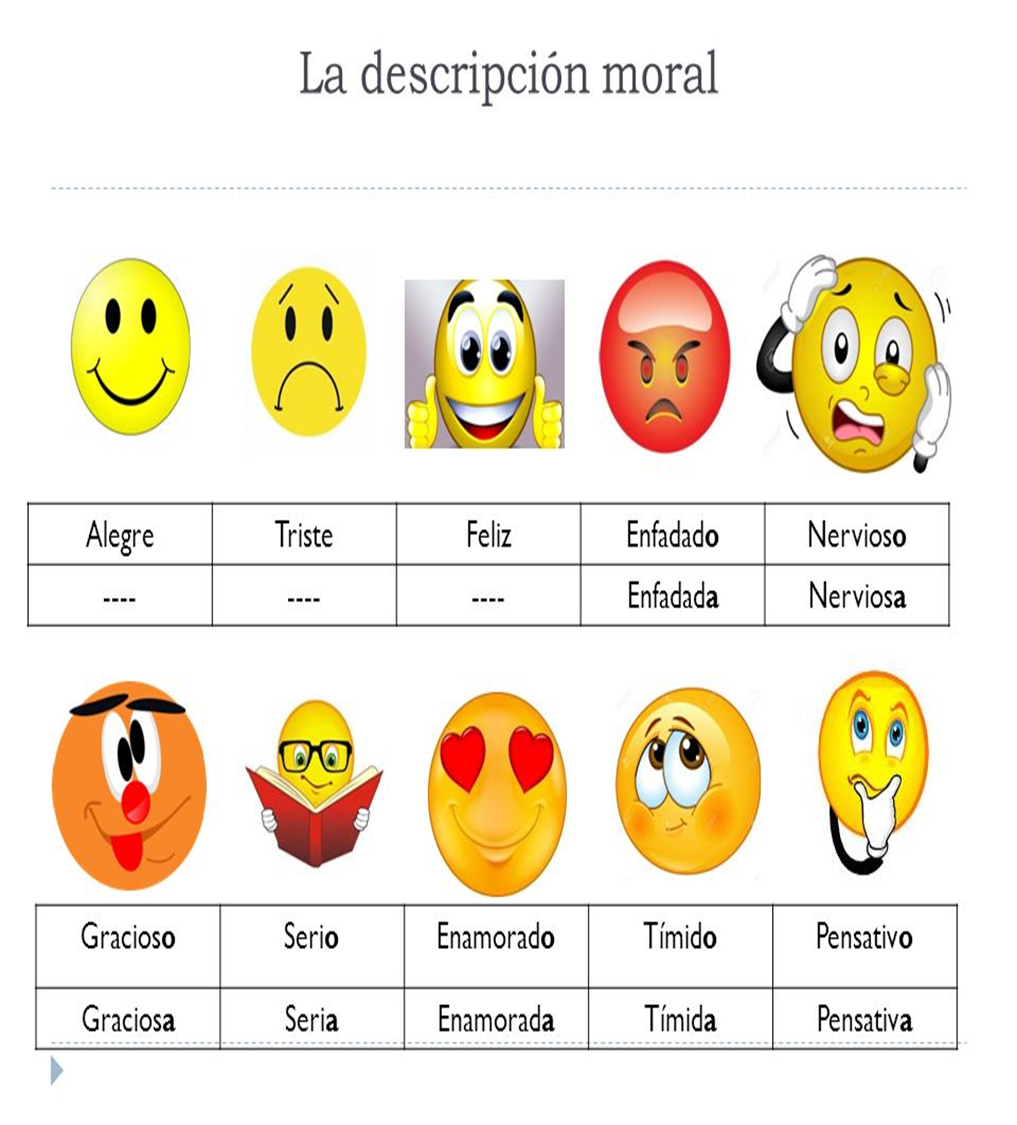 La descripción moral
Alegre Triste Feliz Enfadado Nervioso
---- ---- ---- Enfadada Nerviosa
Gracioso Serio Enamorado Tímido Pensativo
Graciosa Seria Enamorada Tímida Pensativa